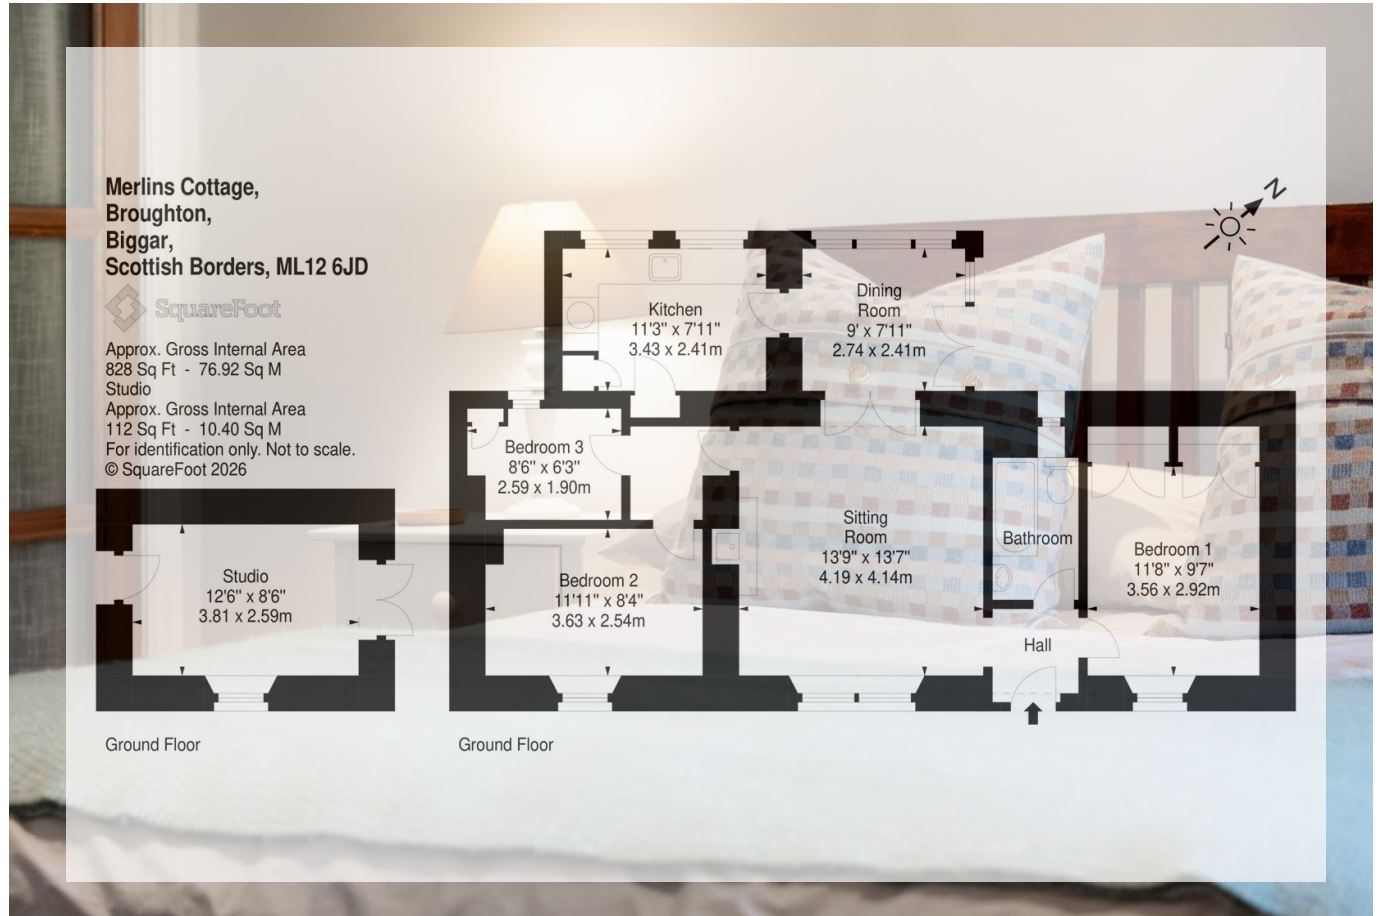 Merlins Cottage,
Broughton,
Biggar,
Scottish Borders, ML12 6JD
SquareFoot
Approx. Gross Internal Area
828 Sq Ft - 76.92 Sq M
Studio
Approx. Gross Internal Area
112 Sq Ft - 10.40 Sq M
For identification only. Not to scale.
© SquareFoot 2026
N
Kitchen
11'3" x 7'11"
3.43 x 2.41m
Dining
Room
9' x 7'11"
2.74 x 2.41m
Bedroom 3
8'6" x 6'3"
2.59 x 1.90m
Sitting
Room
13'9" x 13'7"
4.19 x 4.14m
Bathroom
Bedroom 1
11'8" x 9'7"
3.56 x 2.92m
Studio
12'6" x 8'6"
3.81 x 2.59m
Bedroom 2
11'11" x 8'4"
3.63 x 2.54m
Hall
Ground Floor
Ground Floor